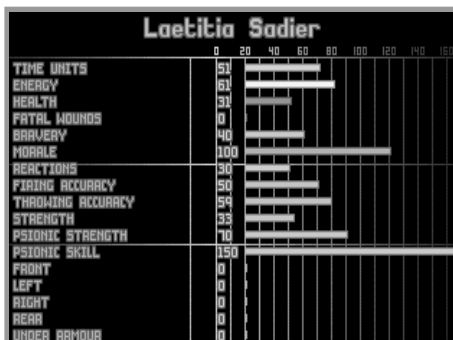 Laetitia Sadier
0 20 40 60 80 100 120 140 160
TIME UNITS 51
ENERGY 61
HEALTH 31
FATAL WOUNDS 0
BRAVERY 40
MORALE 100
REACTIONS 30
FIRING ACCURACY 50
THROWING ACCURACY 59
STRENGTH 33
PSIONIC STRENGTH 70
PSIONIC SKILL 150
FRONT 0
LEFT 0
RIGHT 0
REAR 0
UNDER ARMOUR 0